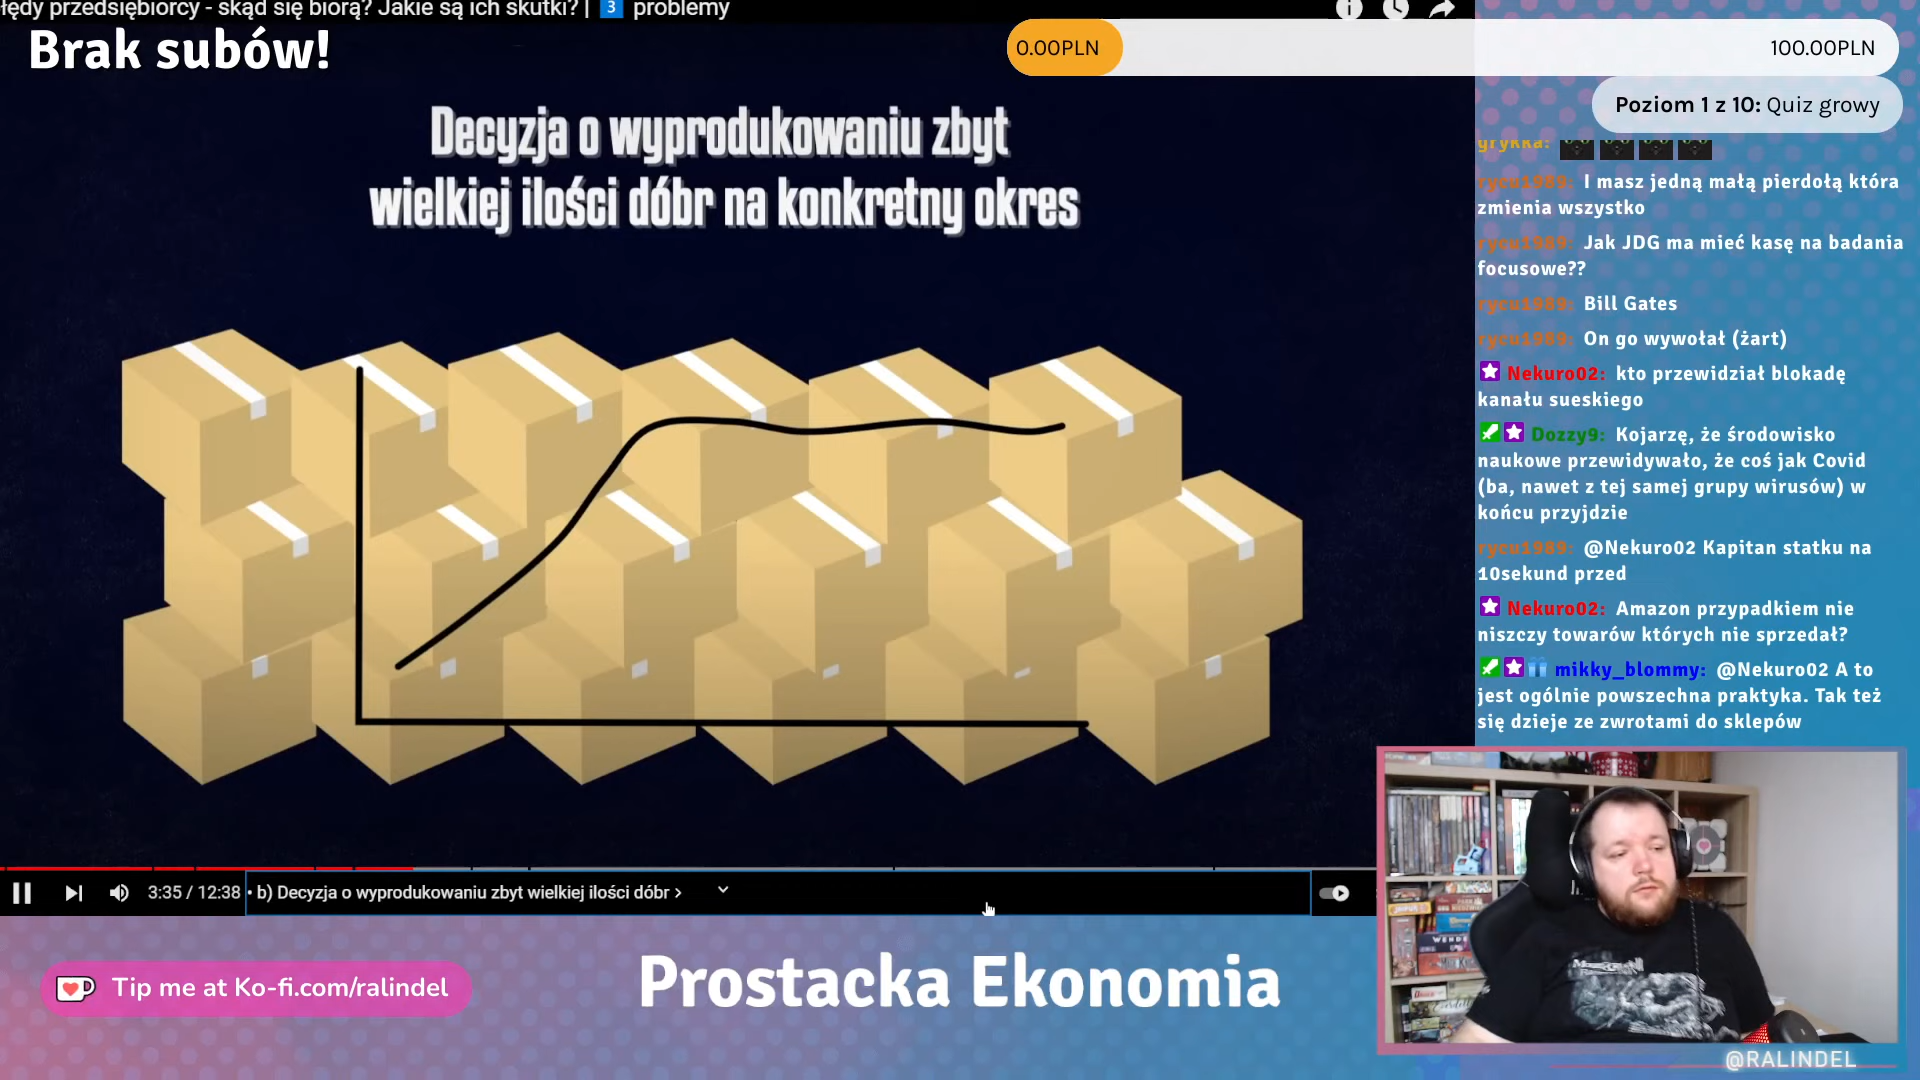 łędy przedsiębiorcy - skąd się biorą? Jakie są ich skutki? | 3 problemy
Brak subów!
0.00PLN
100.00PLN
Poziom 1 z 10: Quiz growy
Decyzja o wyprodukowaniu zbyt
wielkiej ilości dóbr na konkretny okres
yrykka:
rycu1989: I masz jedną małą pierdołą która
zmienia wszystko
rycu1989: Jak JDG ma mieć kasę na badania
focusowe??
rycu1989: Bill Gates
rycu1989: On go wywołał (żart)
Nekuro02: kto przewidział blokadę
kanału sueskiego
Dozzy9: Kojarzę, że środowisko
naukowe przewidywało, że coś jak Covid
(ba, nawet z tej samej grupy wirusów) w
końcu przyjdzie
rycu1989: @Nekuro02 Kapitan statku na
10sekund przed
Nekuro02: Amazon przypadkiem nie
niszczy towarów których nie sprzedał?
mikky_blommy: @Nekuro02 A to
jest ogólnie powszechna praktyka. Tak też
się dzieje ze zwrotami do sklepów
3:35 / 12:38 • b) Decyzja o wyprodukowaniu zbyt wielkiej ilości dóbr >
Tip me at Ko-fi.com/ralindel
Prostacka Ekonomia
@RALINDEL